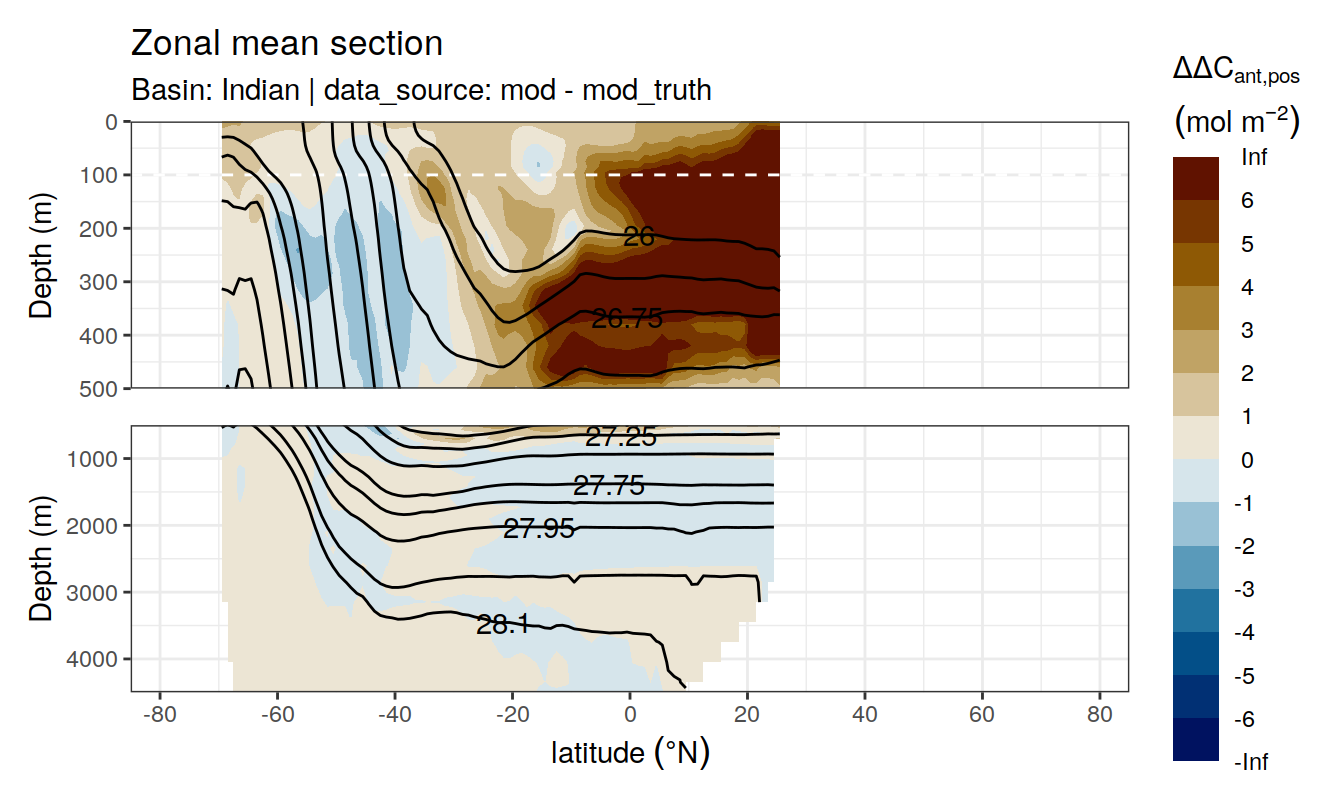 Zonal mean section
Basin: Indian | data_source: mod - mod_truth
ΔΔC_ant,pos
(mol m⁻²)
Inf
6
5
4
3
2
1
0
-1
-2
-3
-4
-5
-6
-Inf
Depth (m)
0
100
200
300
400
500
26
26.75
Depth (m)
1000
2000
3000
4000
27.25
27.75
27.95
28.1
-80 -60 -40 -20 0 20 40 60 80
latitude (°N)